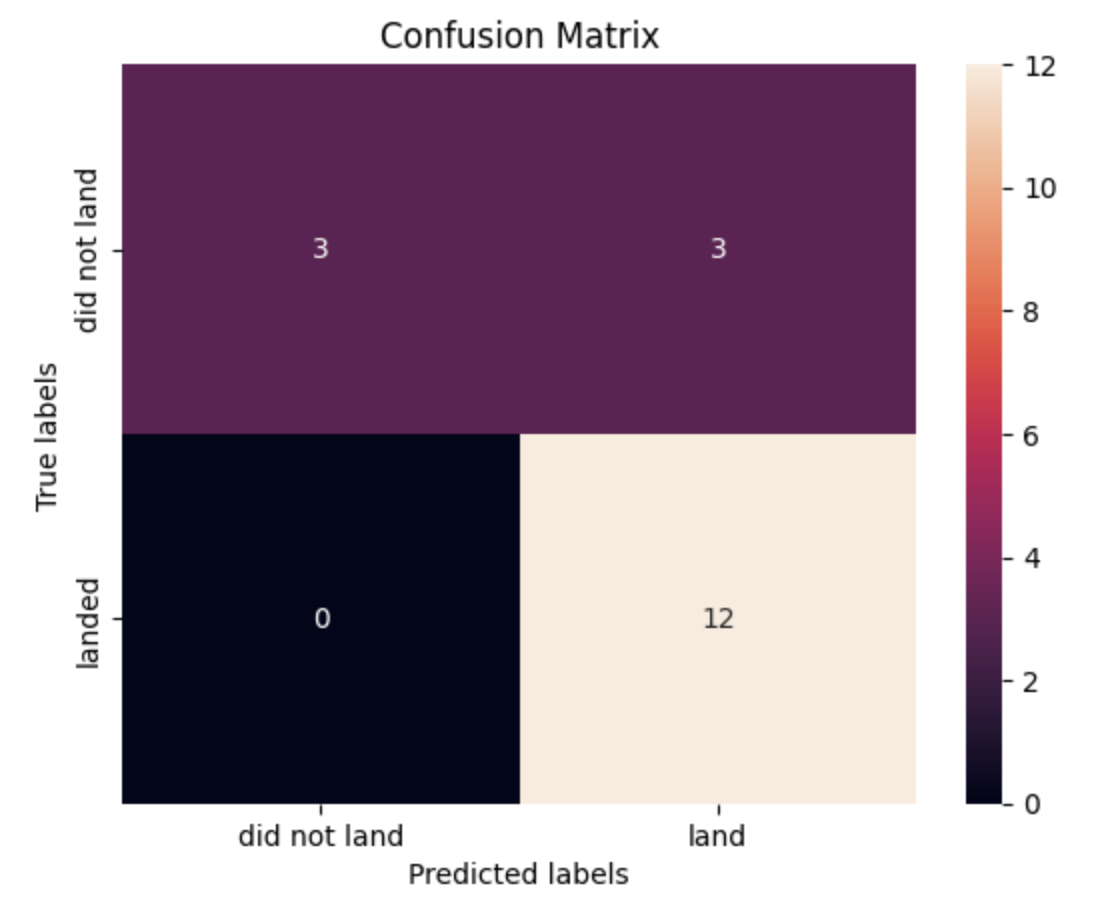 Confusion Matrix
True labels
did not land
landed
3
3
0
12
did not land
land
Predicted labels
12
10
8
6
4
2
0